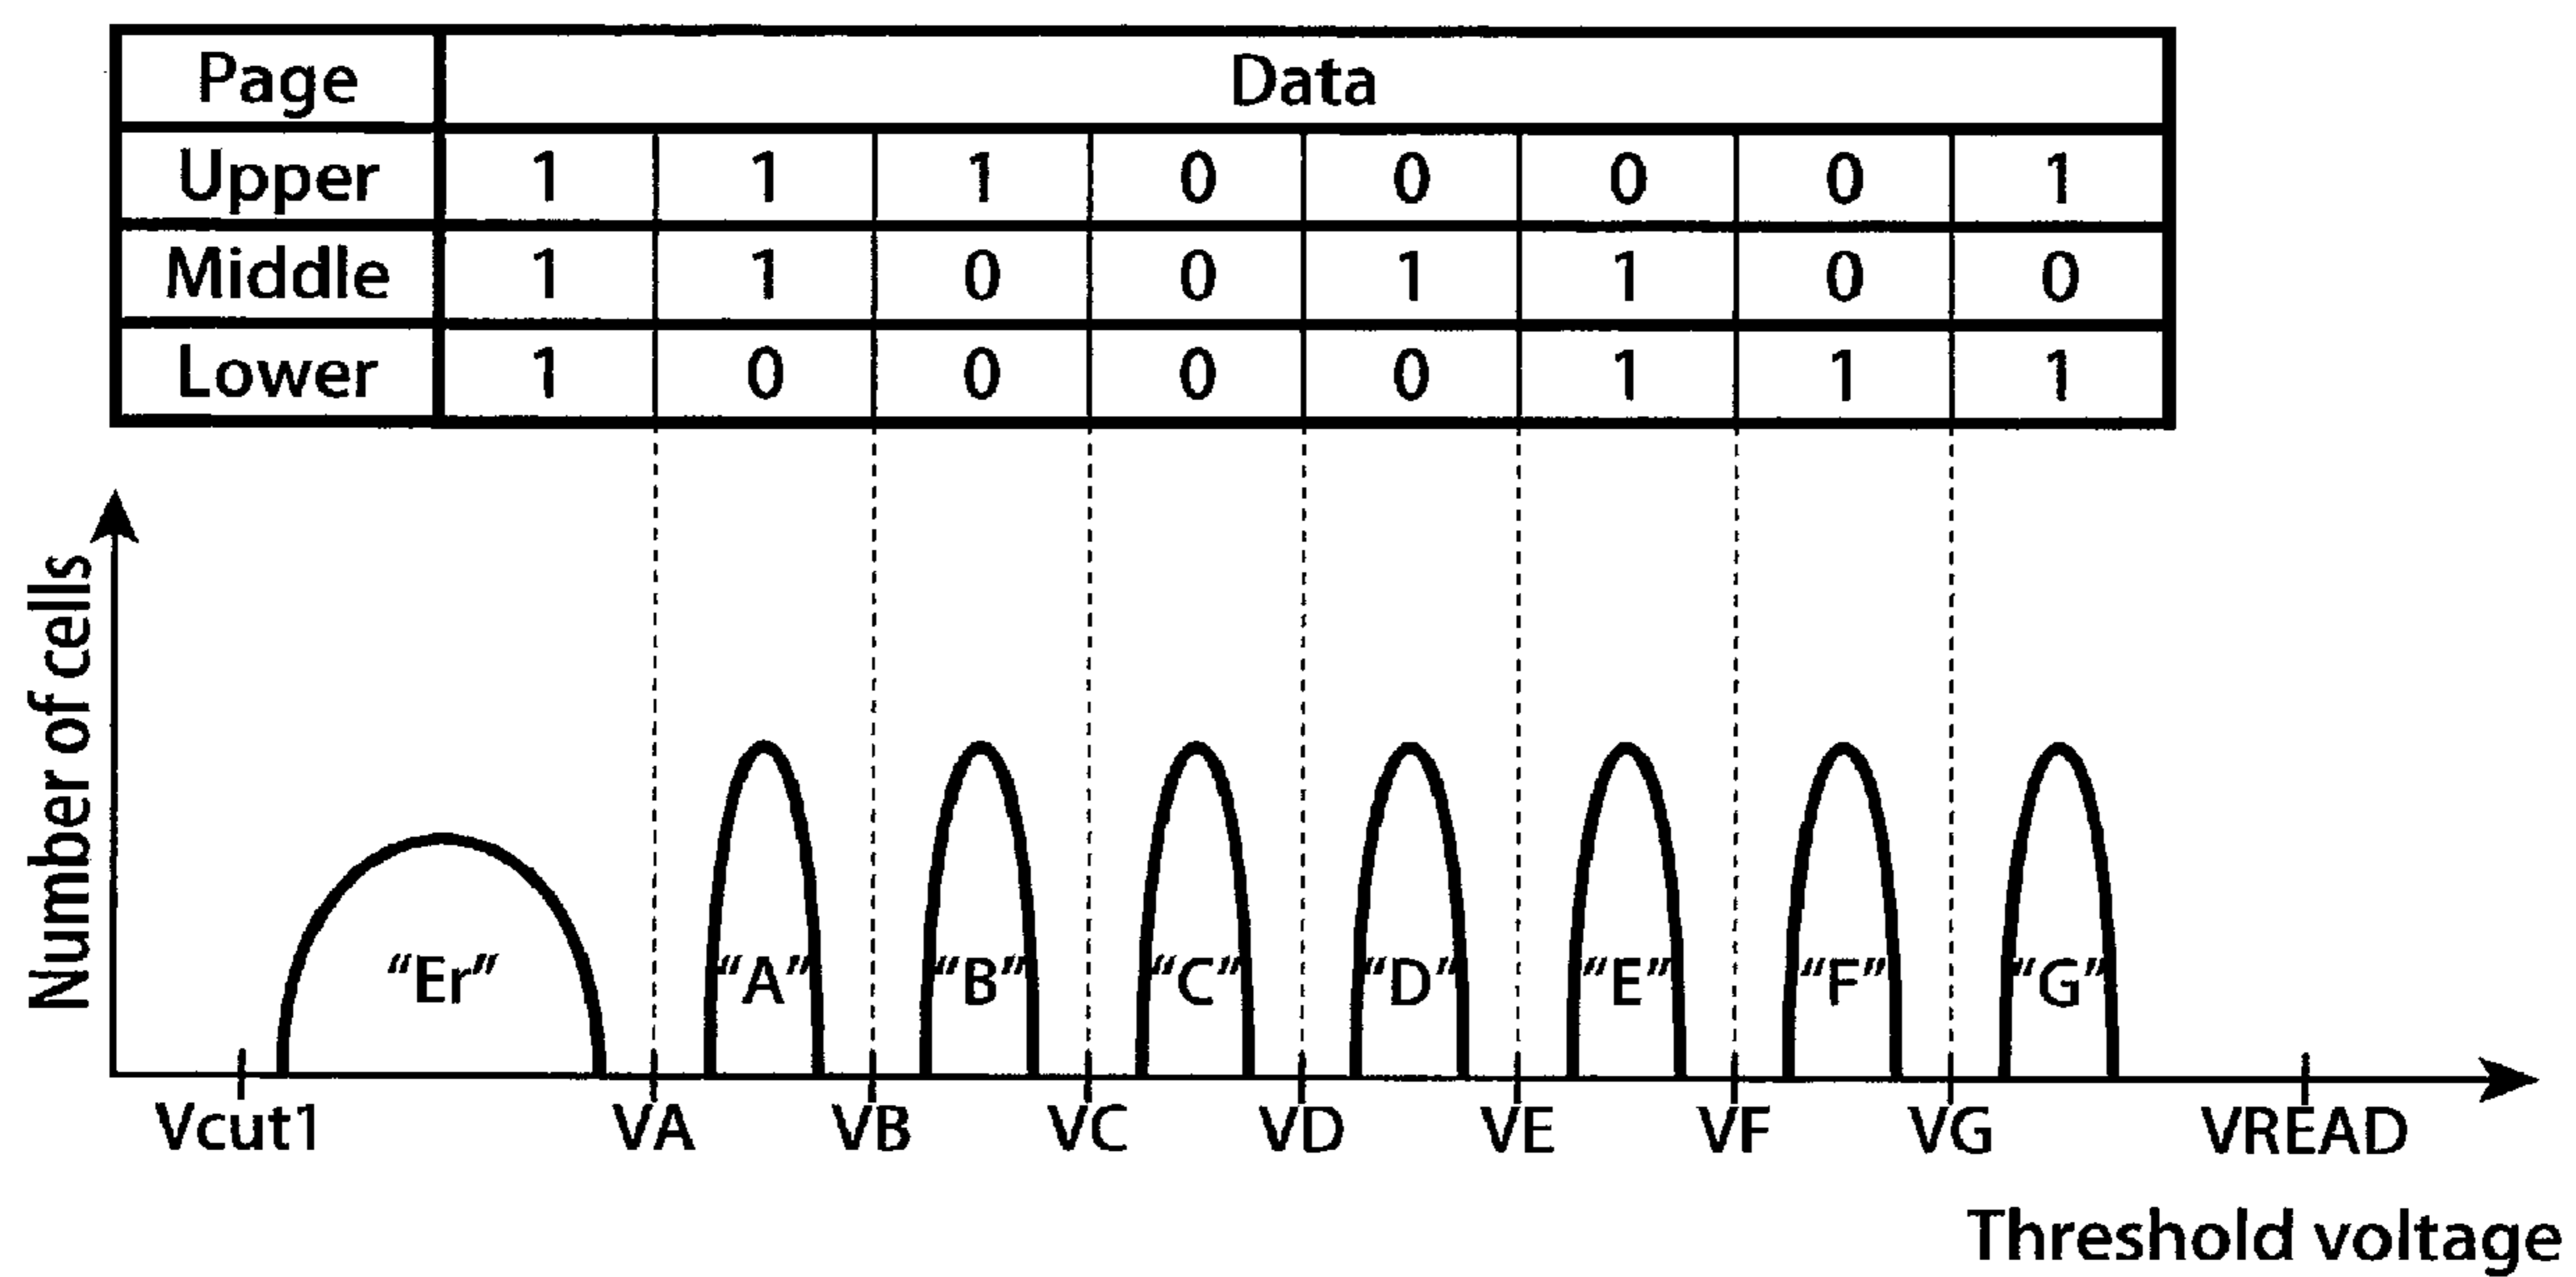 Page Data
Upper 1 1 1 0 0 0 0 1
Middle 1 1 0 0 1 1 0 0
Lower 1 0 0 0 0 1 1 1
Number of cells
“Er” “A” “B” “C” “D” “E” “F” “G”
Vcut1 VA VB VC VD VE VF VG VREAD
Threshold voltage